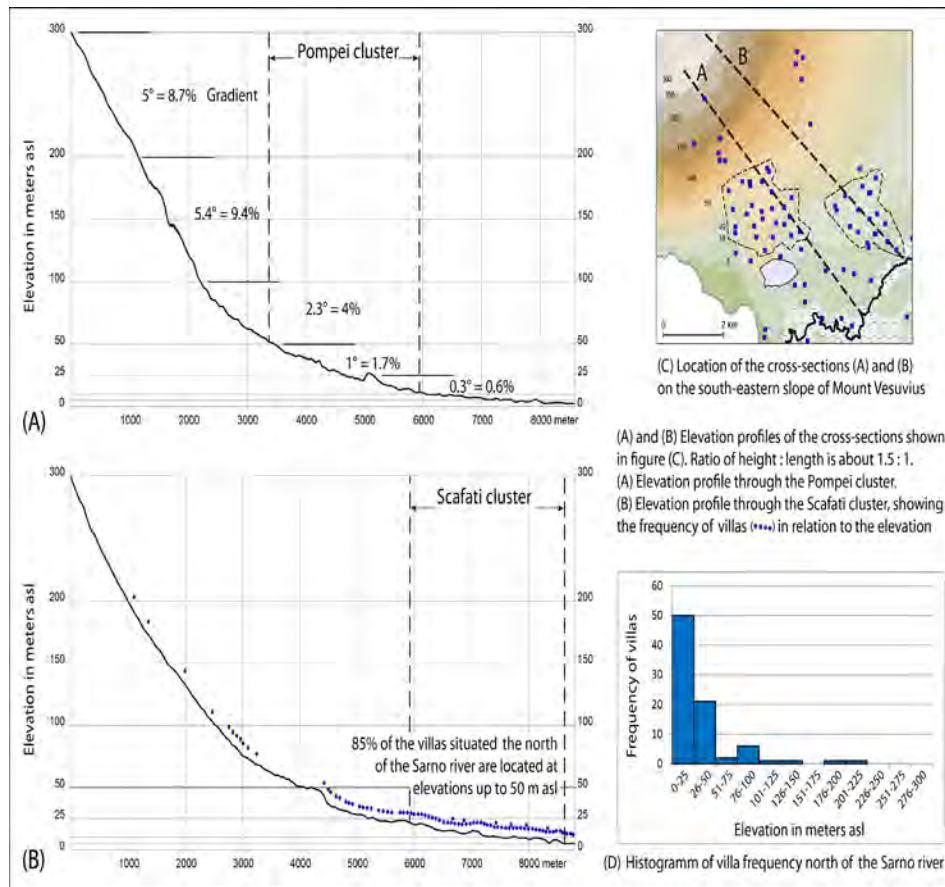 300
300
Pompei cluster
5° = 8.7% Gradient
200
200
5.4° = 9.4%
150
150
100
100
2.3° = 4%
50
50
1° = 1.7%
25
25
0.3° = 0.6%
10
0
0
Elevation in meters asl
(A)
1000
2000
3000
4000
5000
6000
7000
8000 meter
A
B
0
2 km
(C) Location of the cross-sections (A) and (B)
on the south-eastern slope of Mount Vesuvius
(A) and (B) Elevation profiles of the cross-sections shown
in figure (C). Ratio of height : length is about 1.5 : 1.
(A) Elevation profile through the Pompei cluster.
(B) Elevation profile through the Scafati cluster, showing
the frequency of villas (••••) in relation to the elevation
300
300
Scafati cluster
200
200
150
150
100
100
85% of the villas situated the north
of the Sarno river are located at
elevations up to 50 m asl
50
50
25
25
10
0
0
Elevation in meters asl
(B)
1000
2000
3000
4000
5000
6000
7000
8000 meter
60
50
40
30
20
10
0
Frequency of villas
0-25
26-50
51-75
76-100
101-125
126-150
151-175
176-200
201-225
226-250
251-275
276-300
Elevation in meters asl
(D) Histogramm of villa frequency north of the Sarno river